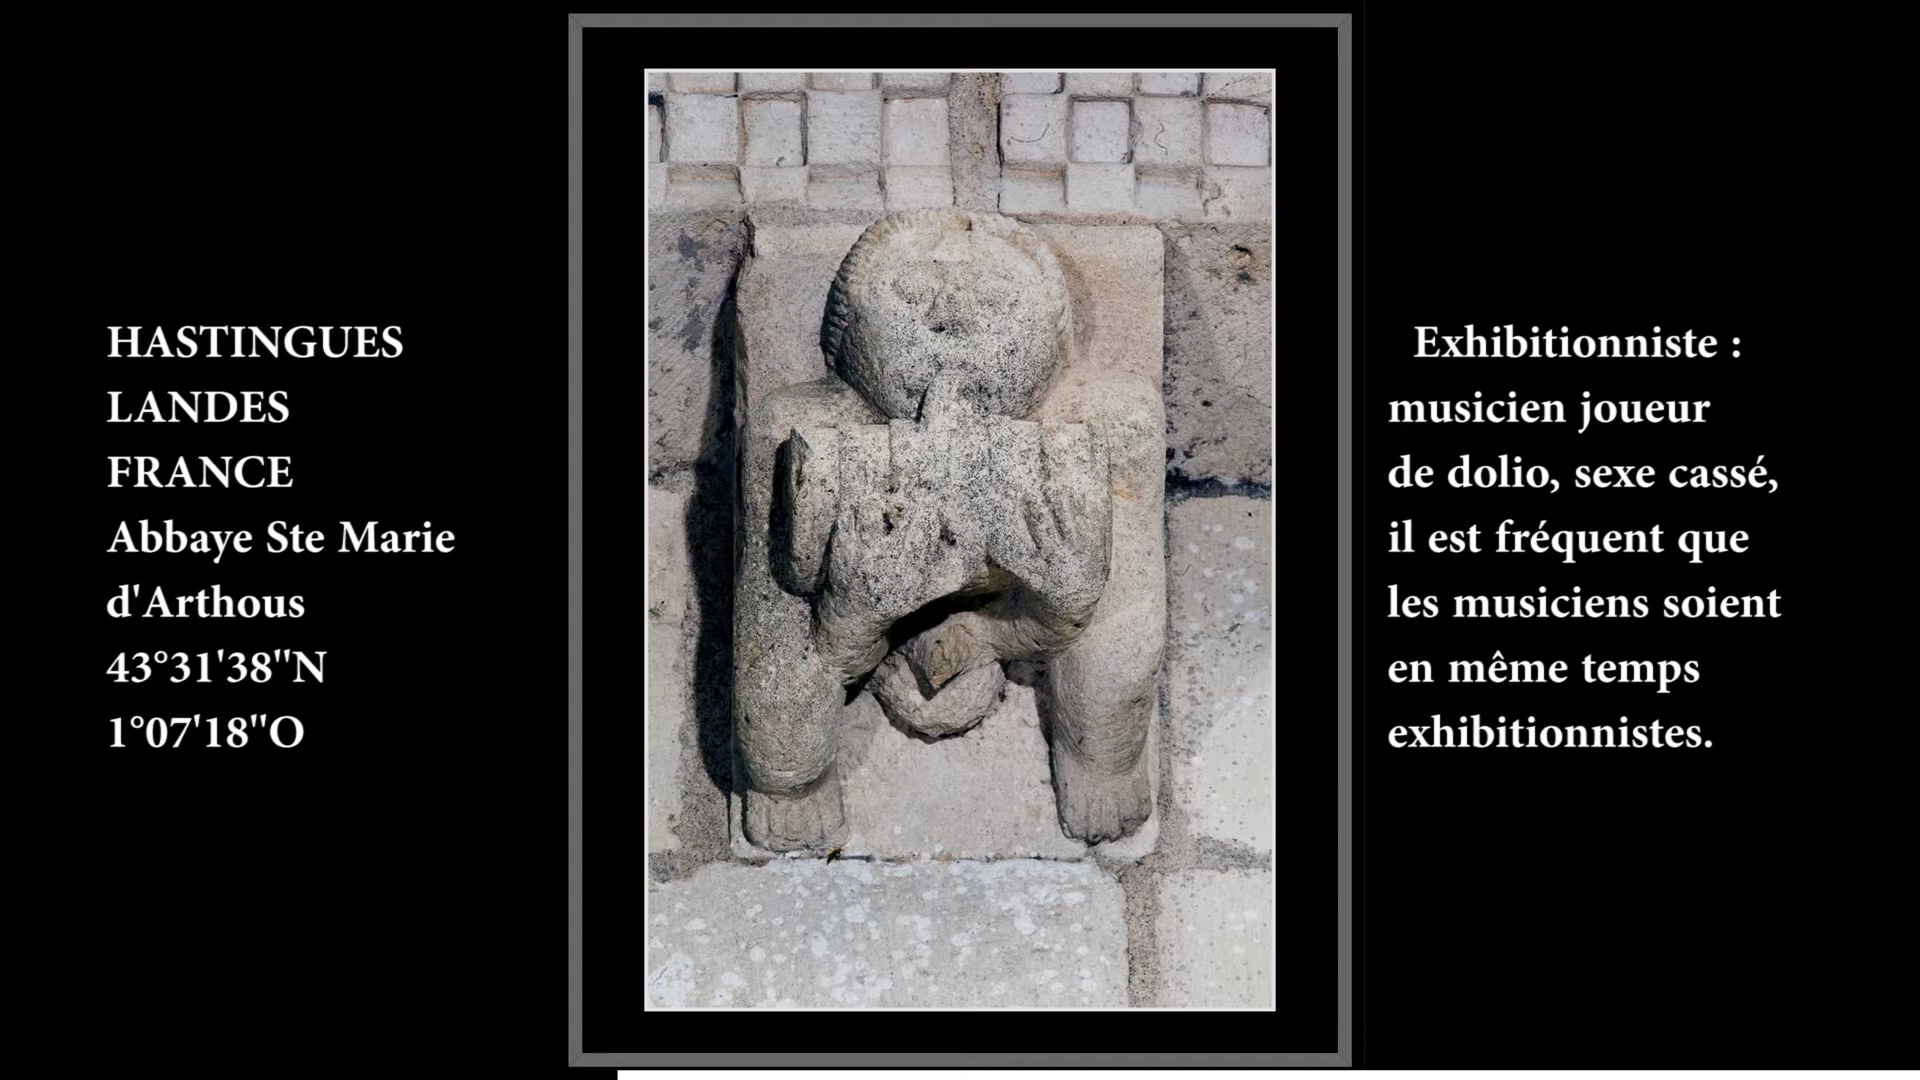 HASTINGUES
LANDES
FRANCE
Abbaye Ste Marie
d'Arthous
43°31'38"N
1°07'18"O
Exhibitionniste :
musicien joueur
de dolio, sexe cassé,
il est fréquent que
les musiciens soient
en même temps
exhibitionnistes.